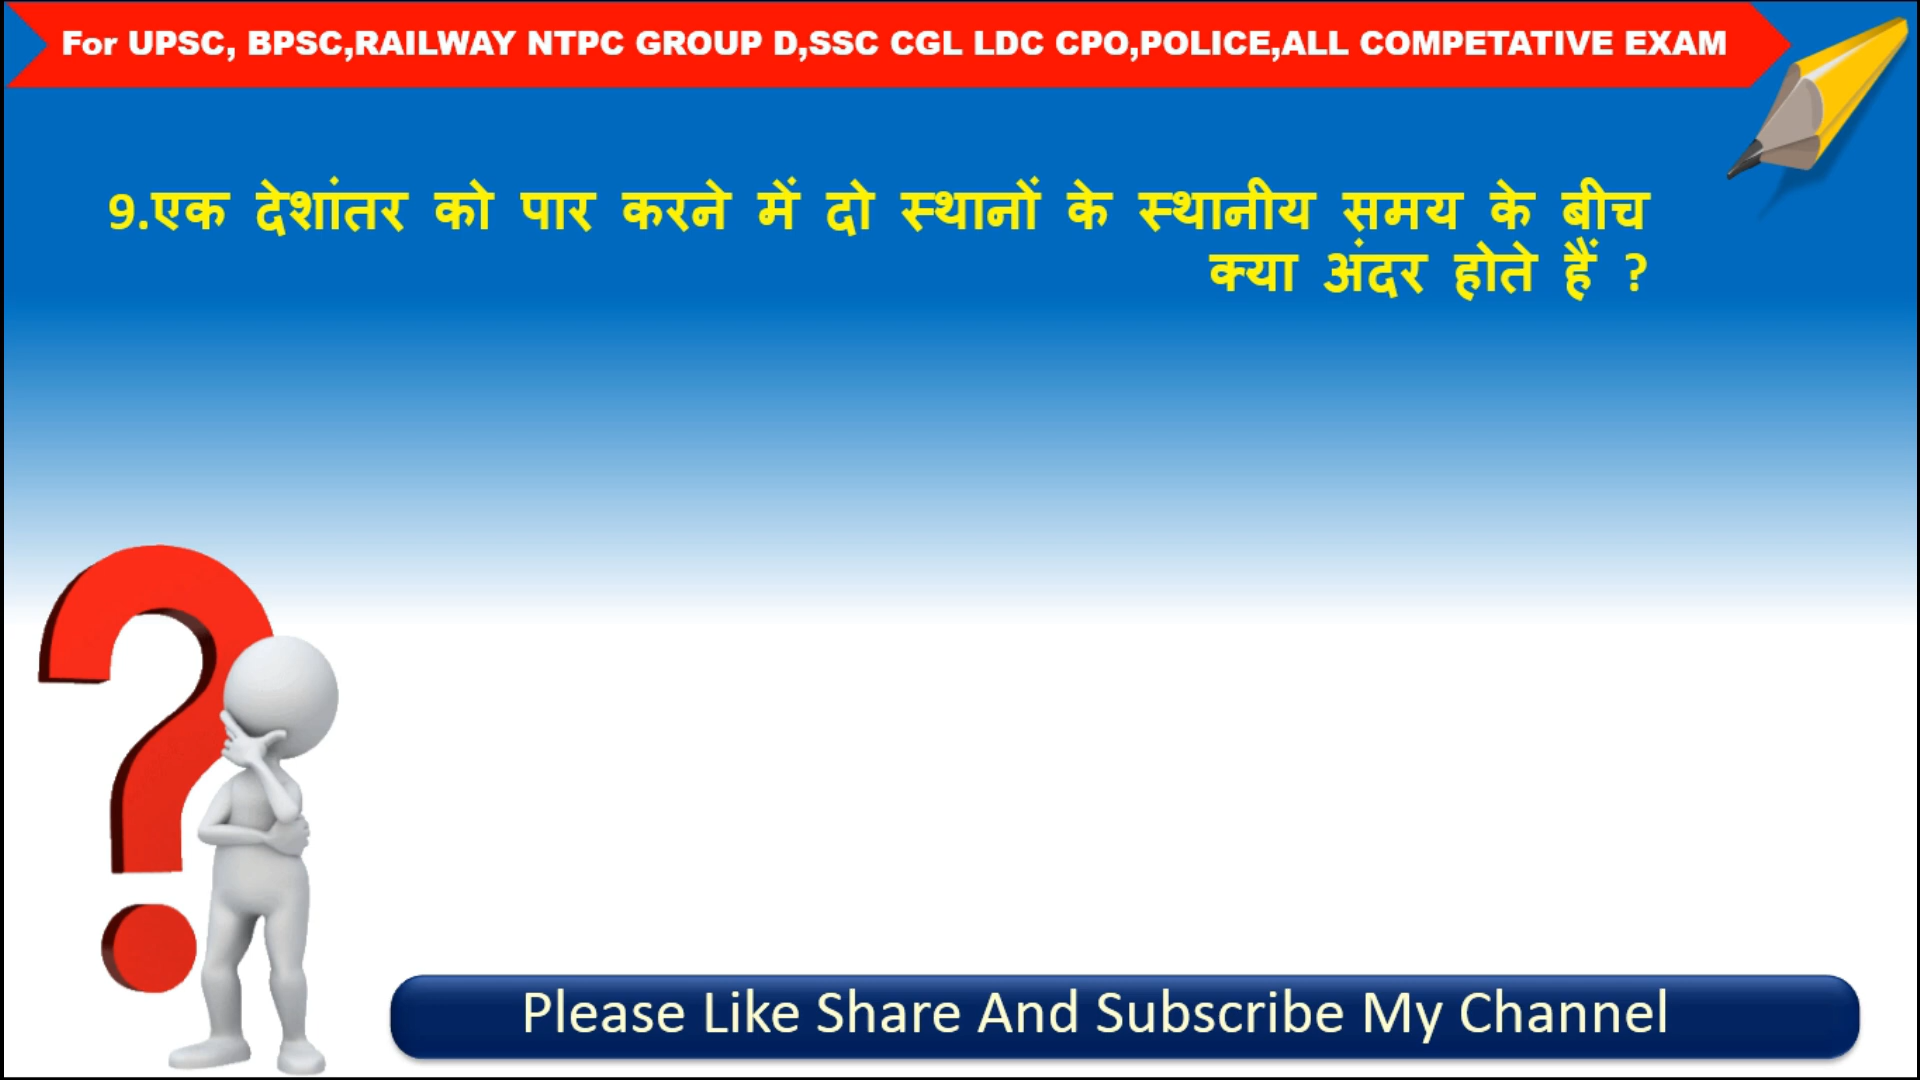 For UPSC, BPSC,RAILWAY NTPC GROUP D,SSC CGL LDC CPO,POLICE,ALL COMPETATIVE EXAM
9.एक देशांतर को पार करने में दो स्थानों के स्थानीय समय के बीच
क्या अंदर होते हैं ?
Please Like Share And Subscribe My Channel